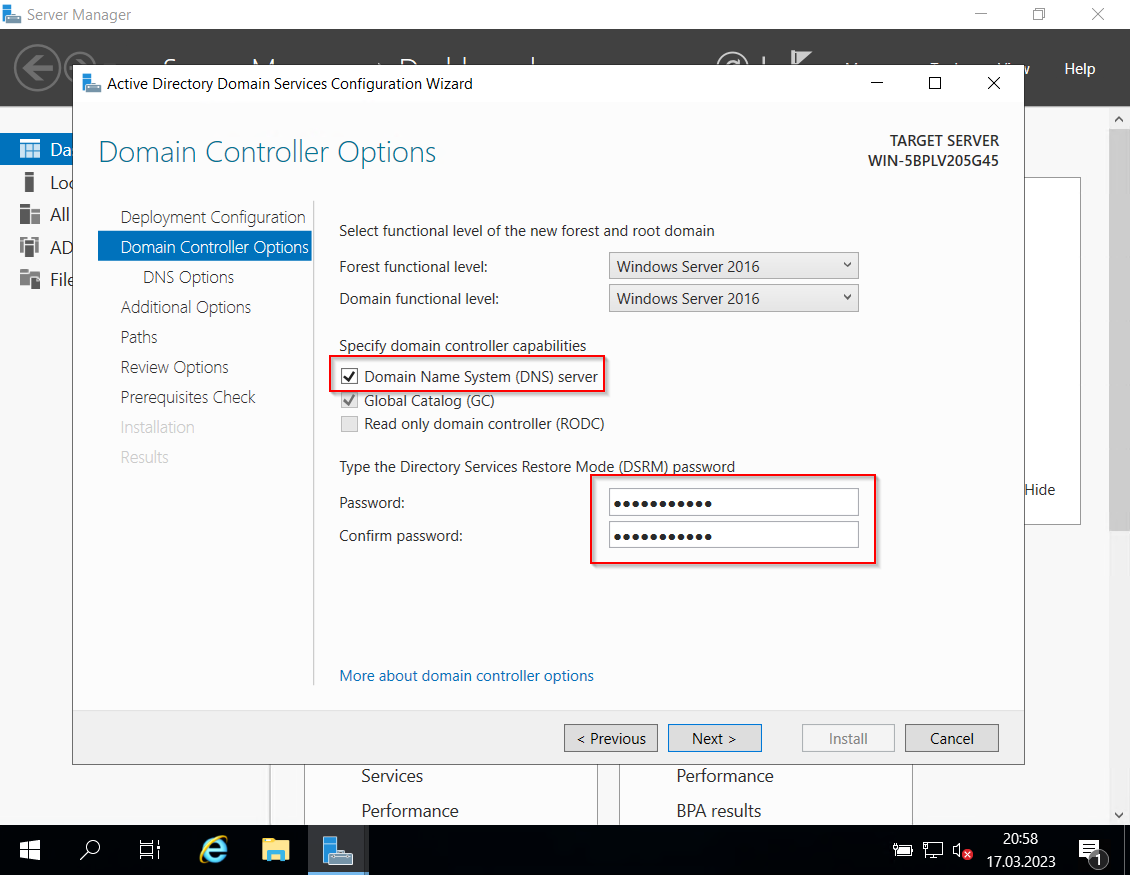 Server Manager
Help
Active Directory Domain Services Configuration Wizard
Domain Controller Options
TARGET SERVER
WIN-5BPLV205G45
Deployment Configuration
Domain Controller Options
DNS Options
Additional Options
Paths
Review Options
Prerequisites Check
Installation
Results
Select functional level of the new forest and root domain
Forest functional level: Windows Server 2016
Domain functional level: Windows Server 2016
Specify domain controller capabilities
Domain Name System (DNS) server
Global Catalog (GC)
Read only domain controller (RODC)
Type the Directory Services Restore Mode (DSRM) password
Password: ●●●●●●●●●●●
Confirm password: ●●●●●●●●●●●
More about domain controller options
< Previous Next > Install Cancel
All
Hide
Services Performance
Performance BPA results
20:58
17.03.2023
1